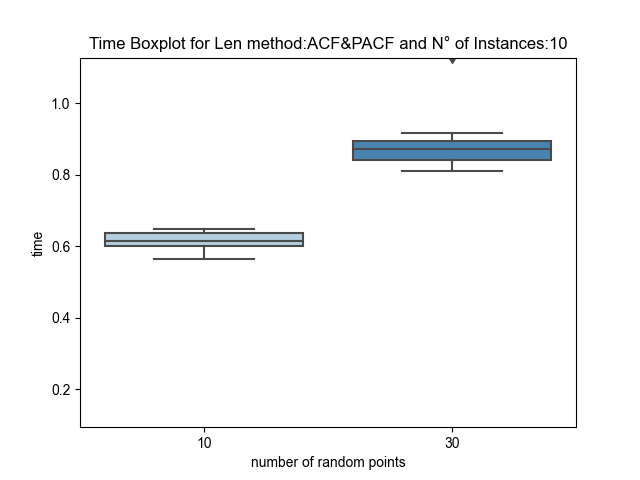 Time Boxplot for Len method:ACF&PACF and N° of Instances:10
1.0
0.8
0.6
0.4
0.2
time
10
30
number of random points